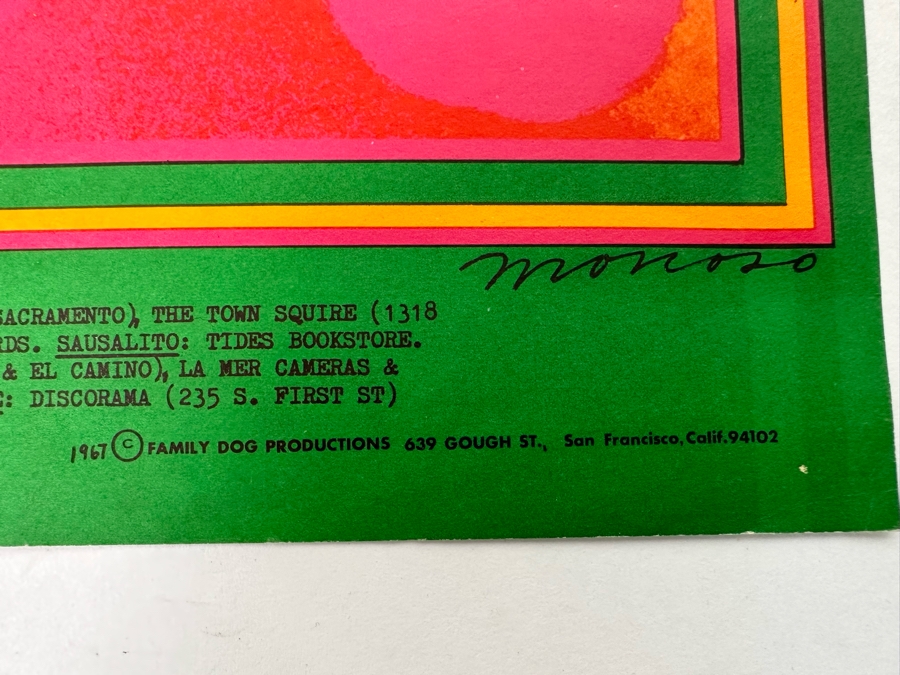 monoso
SACRAMENTO), THE TOWN SQUIRE (1318
RDS. SAUSALITO: TIDES BOOKSTORE.
& EL CAMINO), LA MER CAMERAS &
: DISCORAMA (235 S. FIRST ST)
1967 © FAMILY DOG PRODUCTIONS 639 GOUGH ST., San Francisco, Calif. 94102